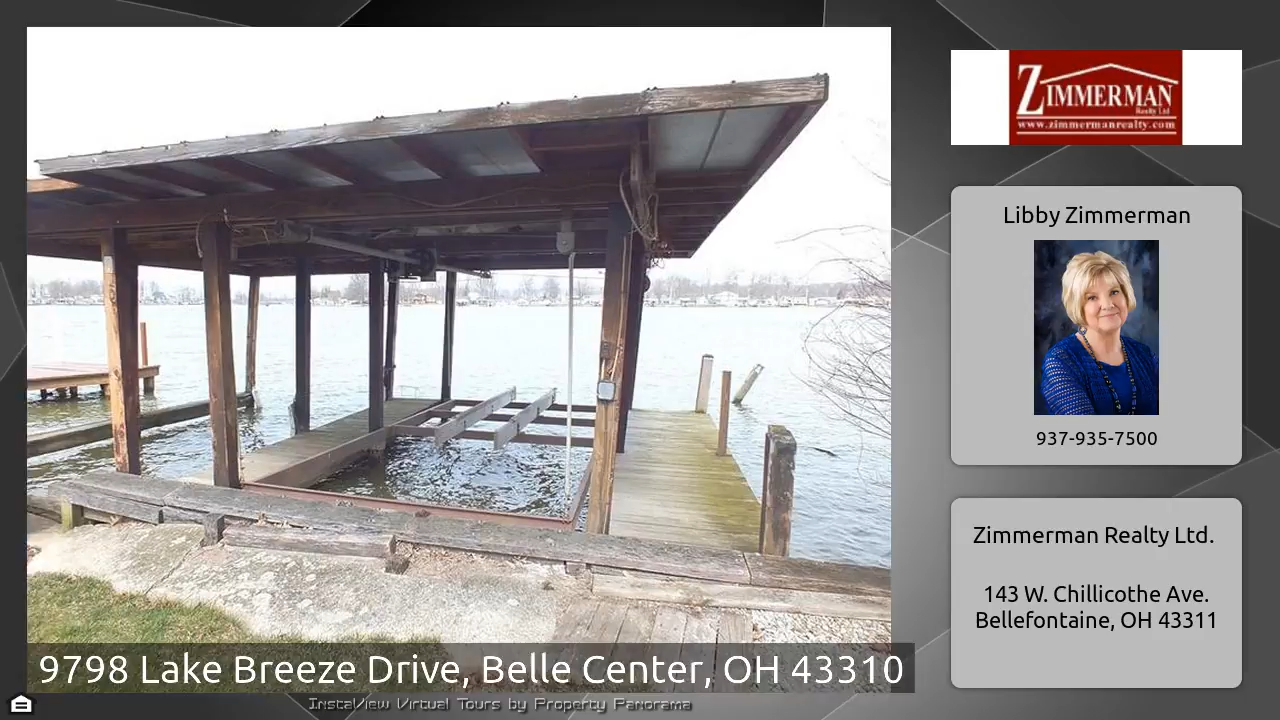 ZIMMERMAN
Realty Ltd
www.zimmermanrealty.com
Libby Zimmerman
937-935-7500
Zimmerman Realty Ltd.
143 W. Chillicothe Ave.
Bellefontaine, OH 43311
9798 Lake Breeze Drive, Belle Center, OH 43310
InstaView Virtual Tours by Property Panorama